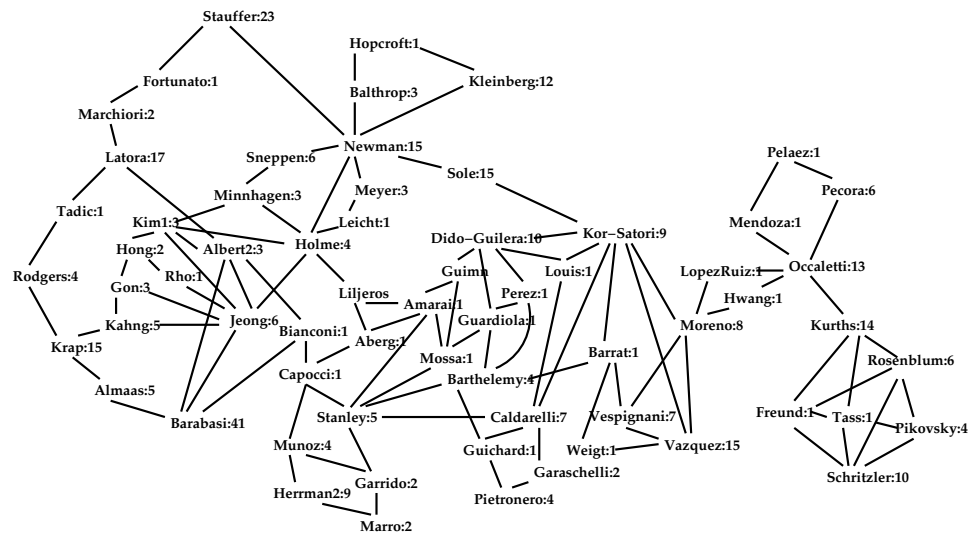 Stauffer:23
Hopcroft:1
Fortunato:1
Kleinberg:12
Balthrop:3
Marchiori:2
Newman:15
Latora:17
Sneppen:6
Pelaez:1
Sole:15
Meyer:3
Pecora:6
Minnhagen:3
Tadic:1
Kim1:3
Leicht:1
Mendoza:1
Hong:2
Albert2:3
Holme:4
Dido-Guilera:10
Kor-Satori:9
Rodgers:4
Rho:1
Guimn
Louis:1
LopezRuiz:1
Occaletti:13
Gon:3
Liljeros
Amarai:1
Perez:1
Hwang:1
Kahng:5
Jeong:6
Bianconi:1
Guardiola:1
Moreno:8
Kurths:14
Krap:15
Aberg:1
Mossa:1
Barrat:1
Rosenblum:6
Capocci:1
Barthelemy:4
Almaas:5
Barabasi:41
Stanley:5
Caldarelli:7
Vespignani:7
Freund:1
Tass:1
Pikovsky:4
Munoz:4
Guichard:1
Weigt:1
Vazquez:15
Garrido:2
Garaschelli:2
Schritzler:10
Herrman2:9
Pietronero:4
Marro:2